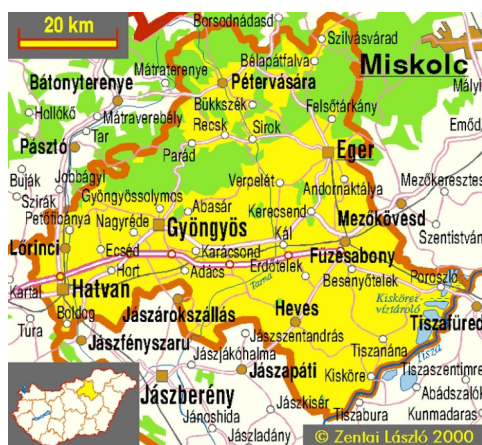 20 km
Borsodnádasd
Szilvásvárad
Bélapátfalva
Miskolc
Mátraterenye
Bátonyterenye
Pétervására
Mályi
Hollókő
Mátraverebély
Bükkszék
Felsőtárkány
Tar
Recsk
Sirok
Emőd
Pásztó
Parád
Eger
Buják
Jobbágyi
Verpelét
Andornaktálya
Mezőkeresztes
Szirák
Gyöngyössolymos
Abasár
Petőfibánya
Nagyréde
Gyöngyös
Kerecsend
Mezőkövesd
Lőrinci
Ecséd
Karácsond
Kál
Szentistván
Füzesabony
Hort
Adács
Erdőtelek
Besenyőtelek
Poroszló
Kartal
Hatvan
Tarna
Kiskörei
víztároló
Boldog
Jászárokszállás
Heves
Tiszafüred
Tura
Jászfényszaru
Jászszentandrás
Tiszanána
Tisza
Jászjákóhalma
Jászapáti
Kisköre
Tiszaszentimre
Jászberény
Jászkisér
Abádszalók
Jánoshida
Tiszabura
Kunmadaras
Jászladány
© Zentai László 2000